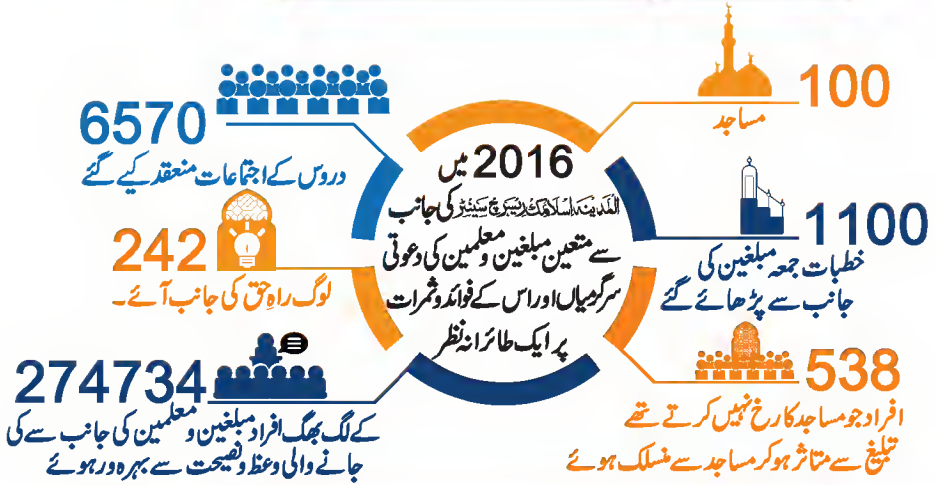 2016 میں
المدینہ اسلامک ریسرچ سینٹر کی جانب
سے متعین مبلغین و معلمین کی دعوتی
سرگرمیاں اور اس کے فوائد و ثمرات
پر ایک طائرانہ نظر
100
مساجد
1100
خطبات جمعہ مبلغین کی
جانب سے پڑھائے گئے
538
افراد جو مساجد کا رخ نہیں کرتے تھے
تبلیغ سے متاثر ہوکر مساجد سے منسلک ہوئے
6570
دروس کے اجتماعات منعقد کیے گئے
242
لوگ راہِ حق کی جانب آئے۔
274734
کے لگ بھگ افراد مبلغین و معلمین کی جانب سے کی
جانے والی وعظ و نصیحت سے بہرہ ور ہوئے